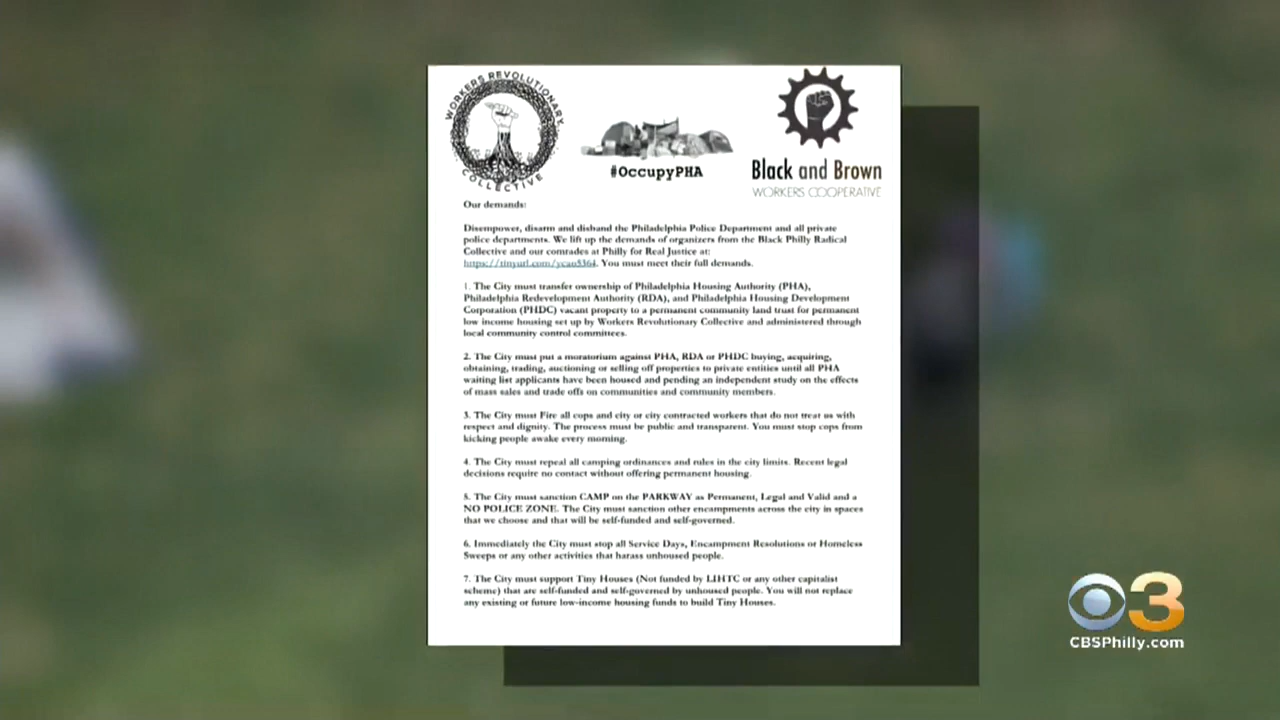 WORKERS REVOLUTIONARY
COLLECTIVE
#OccupyPHA
Black and Brown
WORKERS COOPERATIVE
Our demands:
Disempower, disarm and disband the Philadelphia Police Department and all private
police departments. We lift up the demands of organizers from the Black Philly Radical
Collective and our comrades at Philly for Real Justice at:
You must meet their full demands.
1. The City must transfer ownership of Philadelphia Housing Authority (PHA),
Philadelphia Redevelopment Authority (RDA), and Philadelphia Housing Development
Corporation (PHDC) vacant property to a permanent community land trust for permanent
low income housing set up by Workers Revolutionary Collective and administered through
local community control committees.
2. The City must put a moratorium against PHA, RDA or PHDC buying, acquiring,
obtaining, trading, auctioning or selling off properties to private entities until all PHA
waiting list applicants have been housed and pending an independent study on the effects
of mass sales and trade offs on communities and community members.
3. The City must Fire all cops and city or city contracted workers that do not treat us with
respect and dignity. The process must be public and transparent. You must stop cops from
kicking people awake every morning.
4. The City must repeal all camping ordinances and rules in the city limits. Recent legal
decisions require no contact without offering permanent housing.
5. The City must sanction CAMP on the PARKWAY as Permanent, Legal and Valid and a
NO POLICE ZONE. The City must sanction other encampments across the city in spaces
that we choose and that will be self-funded and self-governed.
6. Immediately the City must stop all Service Days, Encampment Resolutions or Homeless
Sweeps or any other activities that harass unhoused people.
7. The City must support Tiny Houses (Not funded by LIHTC or any other capitalist
scheme) that are self-funded and self-governed by unhoused people. You will not replace
any existing or future low-income housing funds to build Tiny Houses.
3
CBSPhilly.com